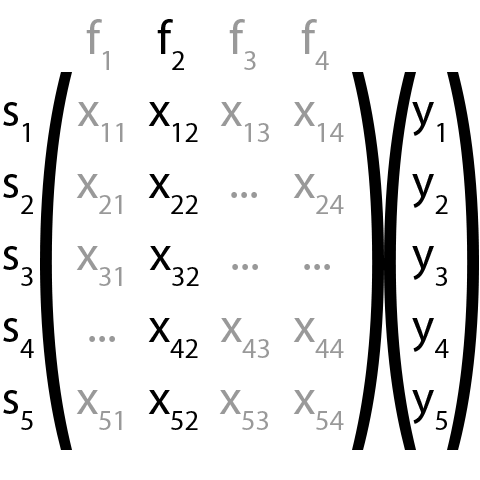 f₁ f₂ f₃ f₄
s₁ x₁₁ x₁₂ x₁₃ x₁₄ y₁
s₂ x₂₁ x₂₂ ... x₂₄ y₂
s₃ x₃₁ x₃₂ ... ... y₃
s₄ ... x₄₂ x₄₃ x₄₄ y₄
s₅ x₅₁ x₅₂ x₅₃ x₅₄ y₅